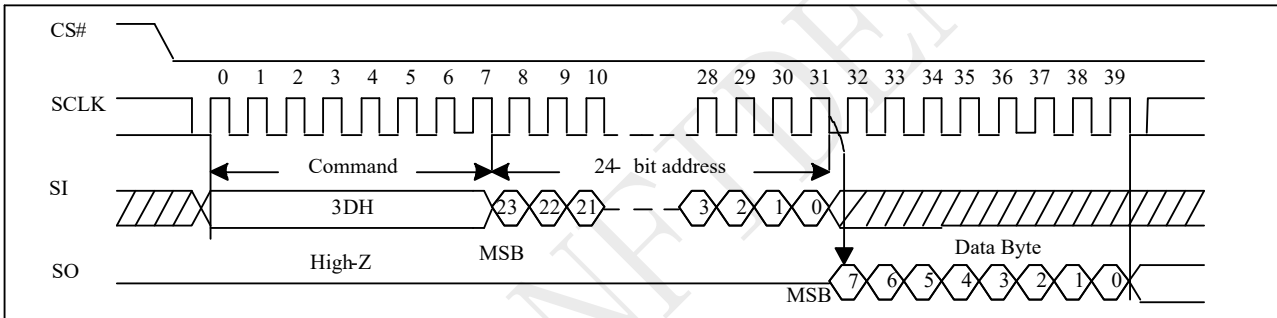 CS#
0 1 2 3 4 5 6 7 8 9 10 28 29 30 31 32 33 34 35 36 37 38 39
SCLK
Command 24- bit address
SI
3DH 23 22 21 3 2 1 0
MSB Data Byte
High-Z
SO
7 6 5 4 3 2 1 0
MSB